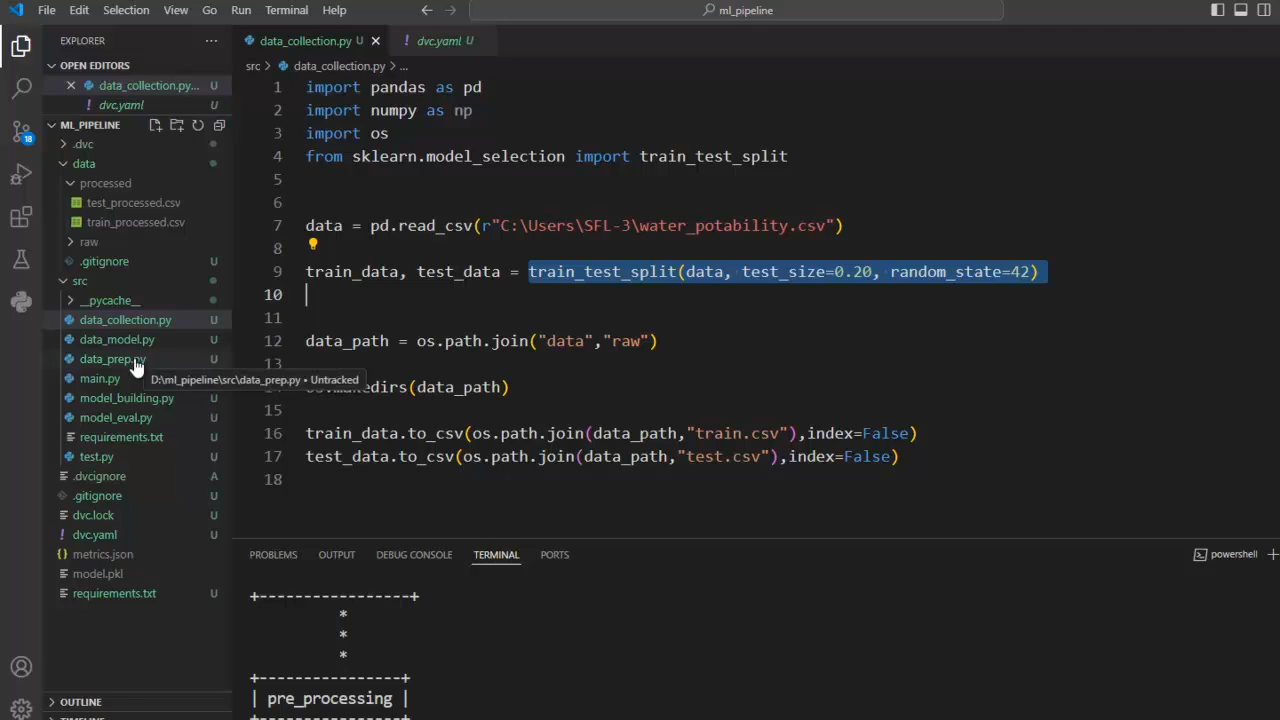 File Edit Selection View Go Run Terminal Help
ml_pipeline
EXPLORER
OPEN EDITORS
data_collection.py... U
! dvc.yaml U
ML_PIPELINE
.dvc
data
processed
test_processed.csv
train_processed.csv
raw
.gitignore U
src
__pycache__
data_collection.py U
data_model.py U
data_prep.py U
main.py
model_building.py U
model_eval.py U
requirements.txt U
test.py U
.dvcignore A
.gitignore U
dvc.lock U
! dvc.yaml U
{} metrics.json
model.pkl
requirements.txt U
OUTLINE
18
D:\ml_pipeline\src\data_prep.py • Untracked
data_collection.py U
! dvc.yaml U
src > data_collection.py > ...
1 import pandas as pd
2 import numpy as np
3 import os
4 from sklearn.model_selection import train_test_split
5
6
7 data = pd.read_csv(r"C:\Users\SFL-3\water_potability.csv")
8
9 train_data, test_data = train_test_split(data, test_size=0.20, random_state=42)
10
11
12 data_path = os.path.join("data","raw")
13
(data_path)
15
16 train_data.to_csv(os.path.join(data_path,"train.csv"),index=False)
17 test_data.to_csv(os.path.join(data_path,"test.csv"),index=False)
18
PROBLEMS OUTPUT DEBUG CONSOLE TERMINAL PORTS
powershell
+-----------------+
*
*
*
+----------------+
| pre_processing |
+----------------+